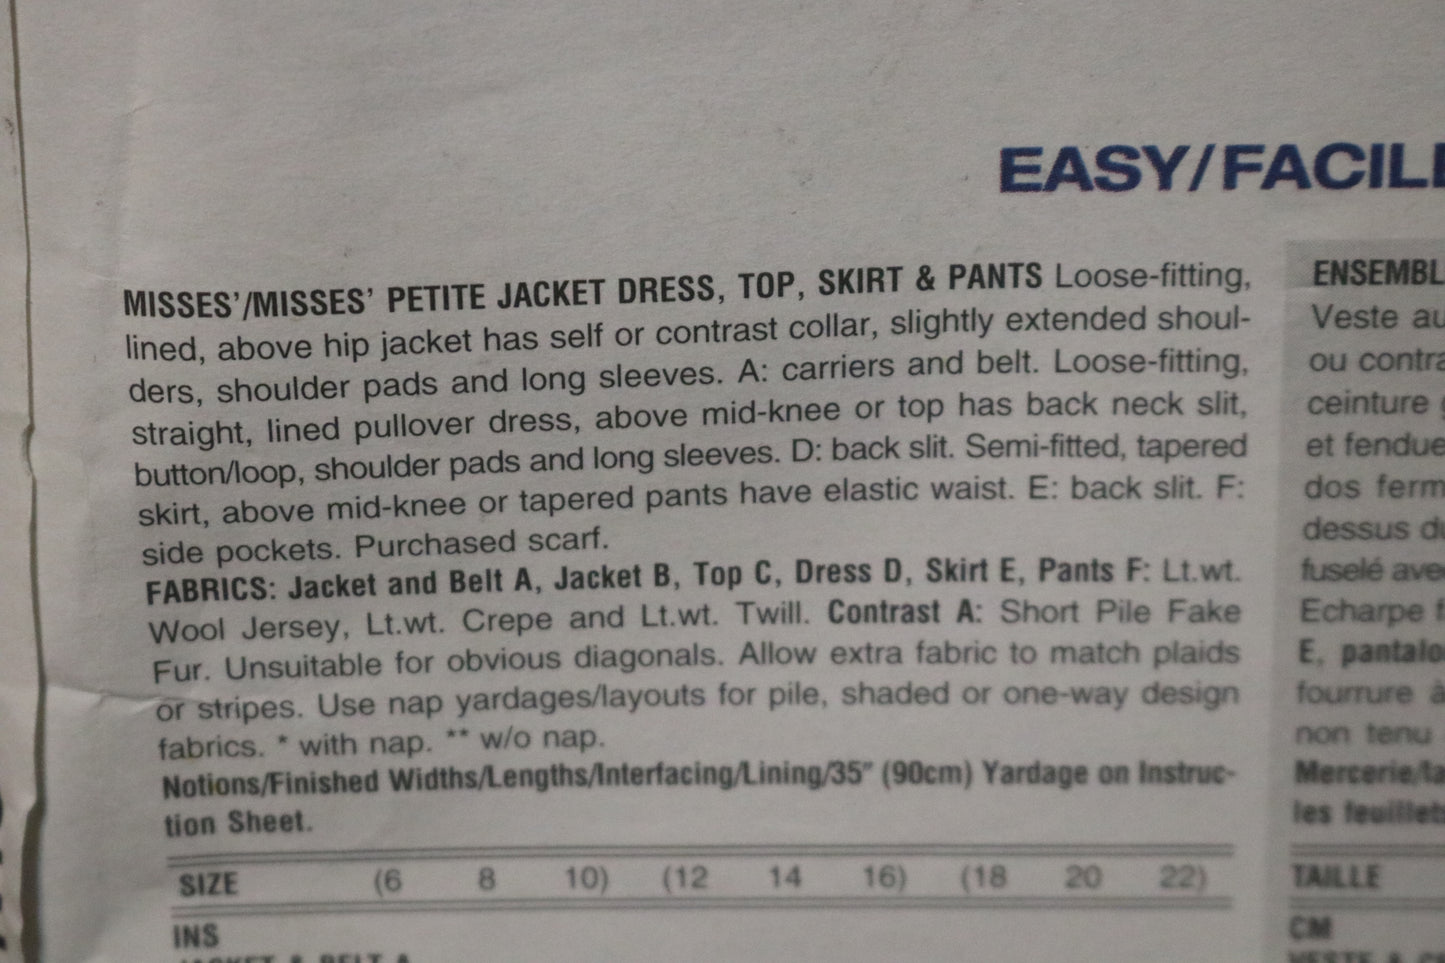 EASY/FACIL
MISSES'/MISSES' PETITE JACKET DRESS, TOP, SKIRT & PANTS Loose-fitting,
lined, above hip jacket has self or contrast collar, slightly extended shoul-
ders, shoulder pads and long sleeves. A: carriers and belt. Loose-fitting,
straight, lined pullover dress, above mid-knee or top has back neck slit,
button/loop, shoulder pads and long sleeves. D: back slit. Semi-fitted, tapered
skirt, above mid-knee or tapered pants have elastic waist. E: back slit. F:
side pockets. Purchased scarf.
FABRICS: Jacket and Belt A, Jacket B, Top C, Dress D, Skirt E, Pants F: Lt.wt.
Wool Jersey, Lt.wt. Crepe and Lt.wt. Twill. Contrast A: Short Pile Fake
Fur. Unsuitable for obvious diagonals. Allow extra fabric to match plaids
or stripes. Use nap yardages/layouts for pile, shaded or one-way design
fabrics. * with nap. ** w/o nap.
Notions/Finished Widths/Lengths/Interfacing/Lining/35" (90cm) Yardage on Instruc-
tion Sheet.
SIZE (6 8 10) (12 14 16) (18 20 22)
INS
JACKET & BELT A
ENSEMBL
Veste au
ou contra
ceinture
et fendue
dos ferm
dessus du
fuselé avec
Echarpe f
E, pantalo
fourrure à
non tenu
Mercerie/la
les feuillets
TAILLE
CM
VESTE A